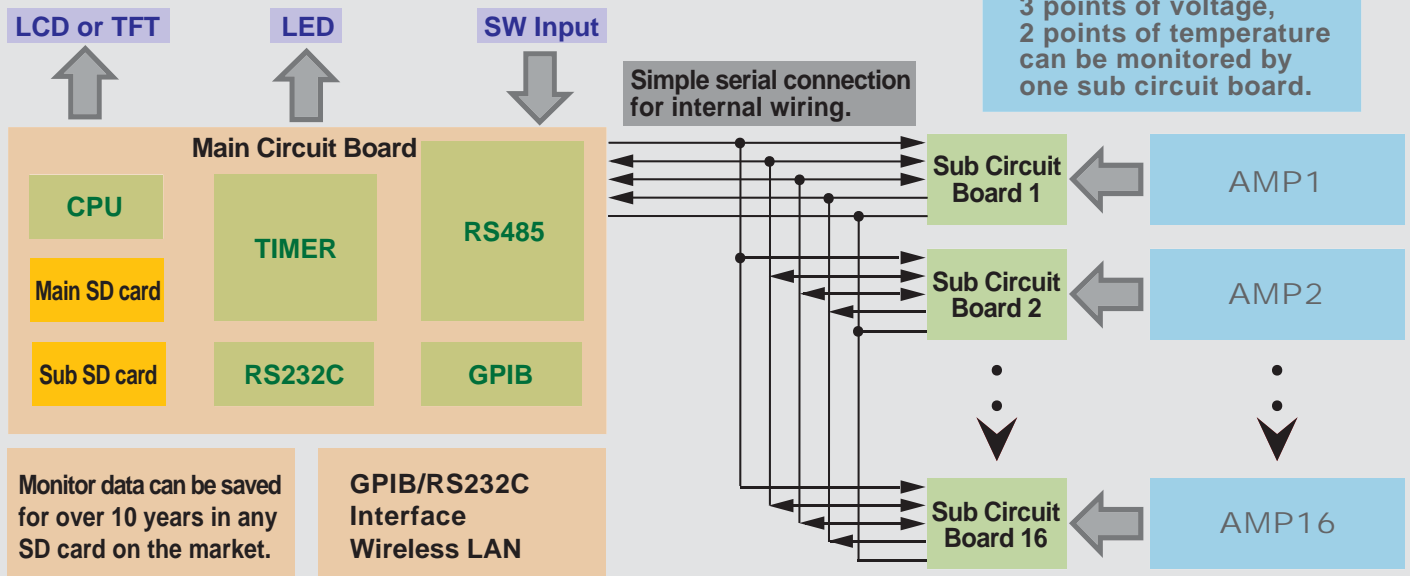 LCD or TFT
LED
SW Input
3 points of voltage,
2 points of temperature
can be monitored by
one sub circuit board.
Simple serial connection
for internal wiring.
Main Circuit Board
CPU
TIMER
RS485
Main SD card
Sub SD card
RS232C
GPIB
Sub Circuit
Board 1
AMP1
Sub Circuit
Board 2
AMP2
Sub Circuit
Board 16
AMP16
Monitor data can be saved
for over 10 years in any
SD card on the market.
GPIB/RS232C
Interface
Wireless LAN